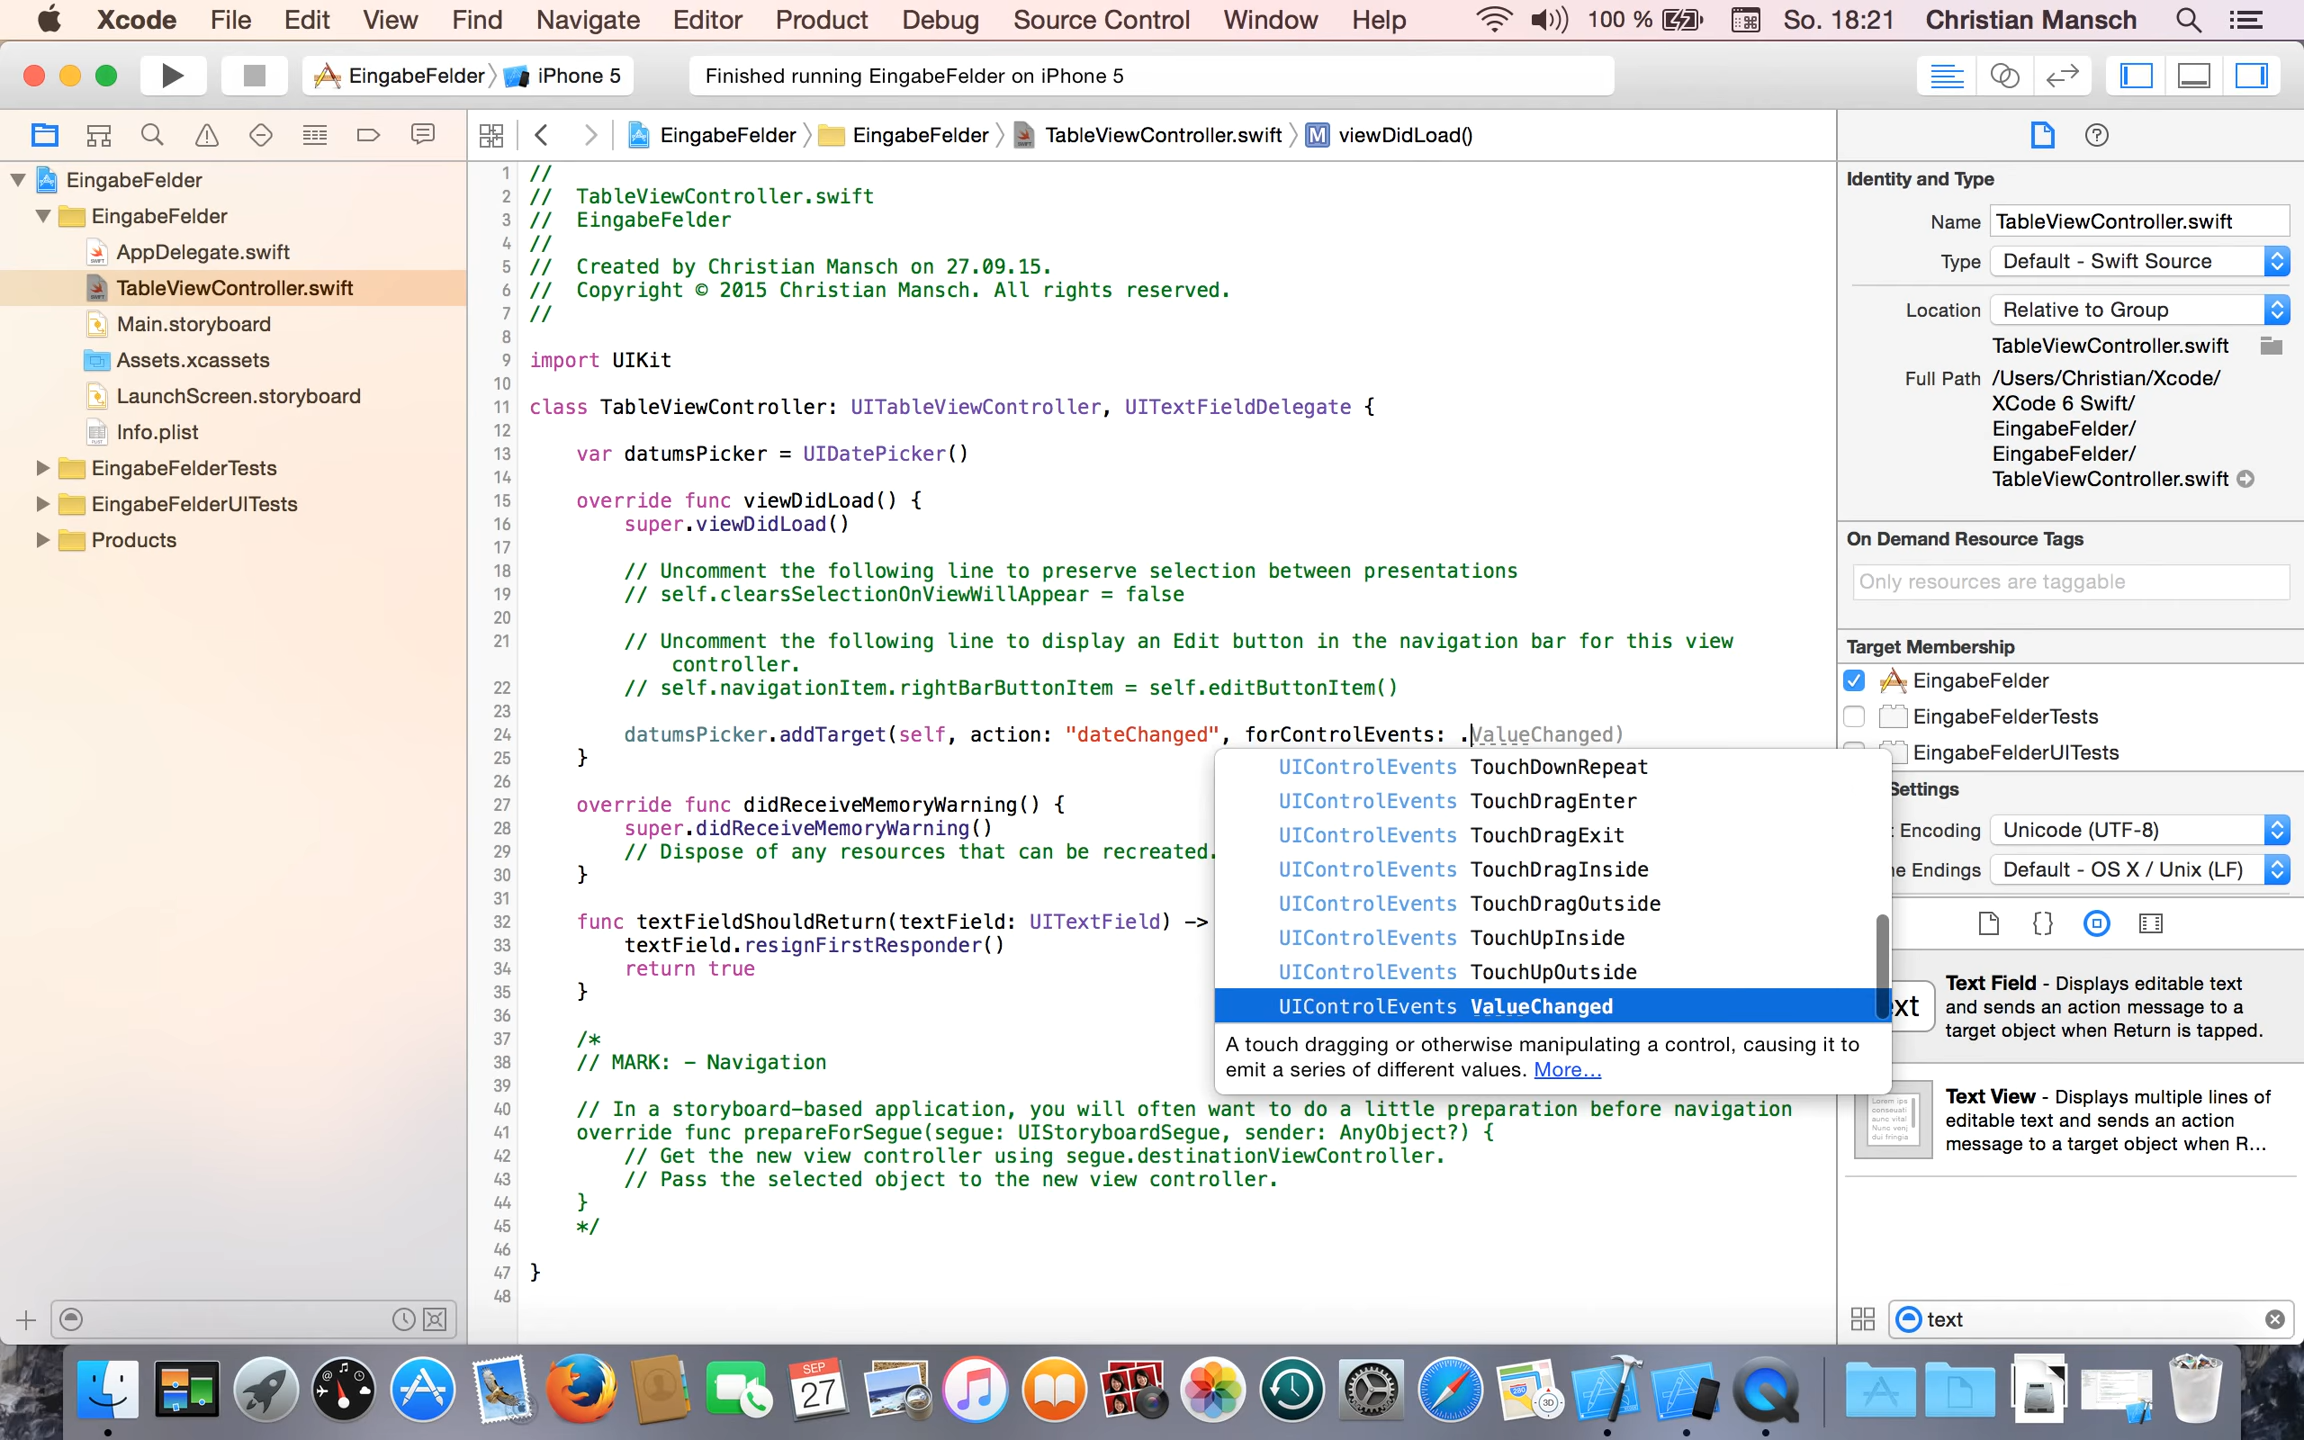 Xcode File Edit View Find Navigate Editor Product Debug Source Control Window Help 100 % So. 18:21 Christian Mansch
EingabeFelder iPhone 5 Finished running EingabeFelder on iPhone 5
EingabeFelder EingabeFelder TableViewController.swift M viewDidLoad()
EingabeFelder
EingabeFelder
AppDelegate.swift
TableViewController.swift
Main.storyboard
Assets.xcassets
LaunchScreen.storyboard
Info.plist
EingabeFelderTests
EingabeFelderUITests
Products
1 //
2 // TableViewController.swift
3 // EingabeFelder
4 //
5 // Created by Christian Mansch on 27.09.15.
6 // Copyright © 2015 Christian Mansch. All rights reserved.
7 //
8
9 import UIKit
10
11 class TableViewController: UITableViewController, UITextFieldDelegate {
12
13 var datumsPicker = UIDatePicker()
14
15 override func viewDidLoad() {
16 super.viewDidLoad()
17
18 // Uncomment the following line to preserve selection between presentations
19 // self.clearsSelectionOnViewWillAppear = false
20
21 // Uncomment the following line to display an Edit button in the navigation bar for this view
controller.
22 // self.navigationItem.rightBarButtonItem = self.editButtonItem()
23
24 datumsPicker.addTarget(self, action: "dateChanged", forControlEvents: .ValueChanged)
25 }
26
27 override func didReceiveMemoryWarning() {
28 super.didReceiveMemoryWarning()
29 // Dispose of any resources that can be recreated.
30 }
31
32 func textFieldShouldReturn(textField: UITextField) ->
33 textField.resignFirstResponder()
34 return true
35 }
36
37 /*
38 // MARK: - Navigation
39
40 // In a storyboard-based application, you will often want to do a little preparation before navigation
41 override func prepareForSegue(segue: UIStoryboardSegue, sender: AnyObject?) {
42 // Get the new view controller using segue.destinationViewController.
43 // Pass the selected object to the new view controller.
44 }
45 */
46
47 }
48
UIControlEvents TouchDownRepeat
UIControlEvents TouchDragEnter
UIControlEvents TouchDragExit
UIControlEvents TouchDragInside
UIControlEvents TouchDragOutside
UIControlEvents TouchUpInside
UIControlEvents TouchUpOutside
UIControlEvents ValueChanged
A touch dragging or otherwise manipulating a control, causing it to
emit a series of different values. More...
Identity and Type
Name TableViewController.swift
Type Default - Swift Source
Location Relative to Group
TableViewController.swift
Full Path /Users/Christian/Xcode/
XCode 6 Swift/
EingabeFelder/
EingabeFelder/
TableViewController.swift
On Demand Resource Tags
Only resources are taggable
Target Membership
EingabeFelder
EingabeFelderTests
EingabeFelderUITests
Settings
Encoding Unicode (UTF-8)
Endings Default - OS X / Unix (LF)
Text Field - Displays editable text
and sends an action message to a
target object when Return is tapped.
Text View - Displays multiple lines of
editable text and sends an action
message to a target object when R...
text
SEP
27